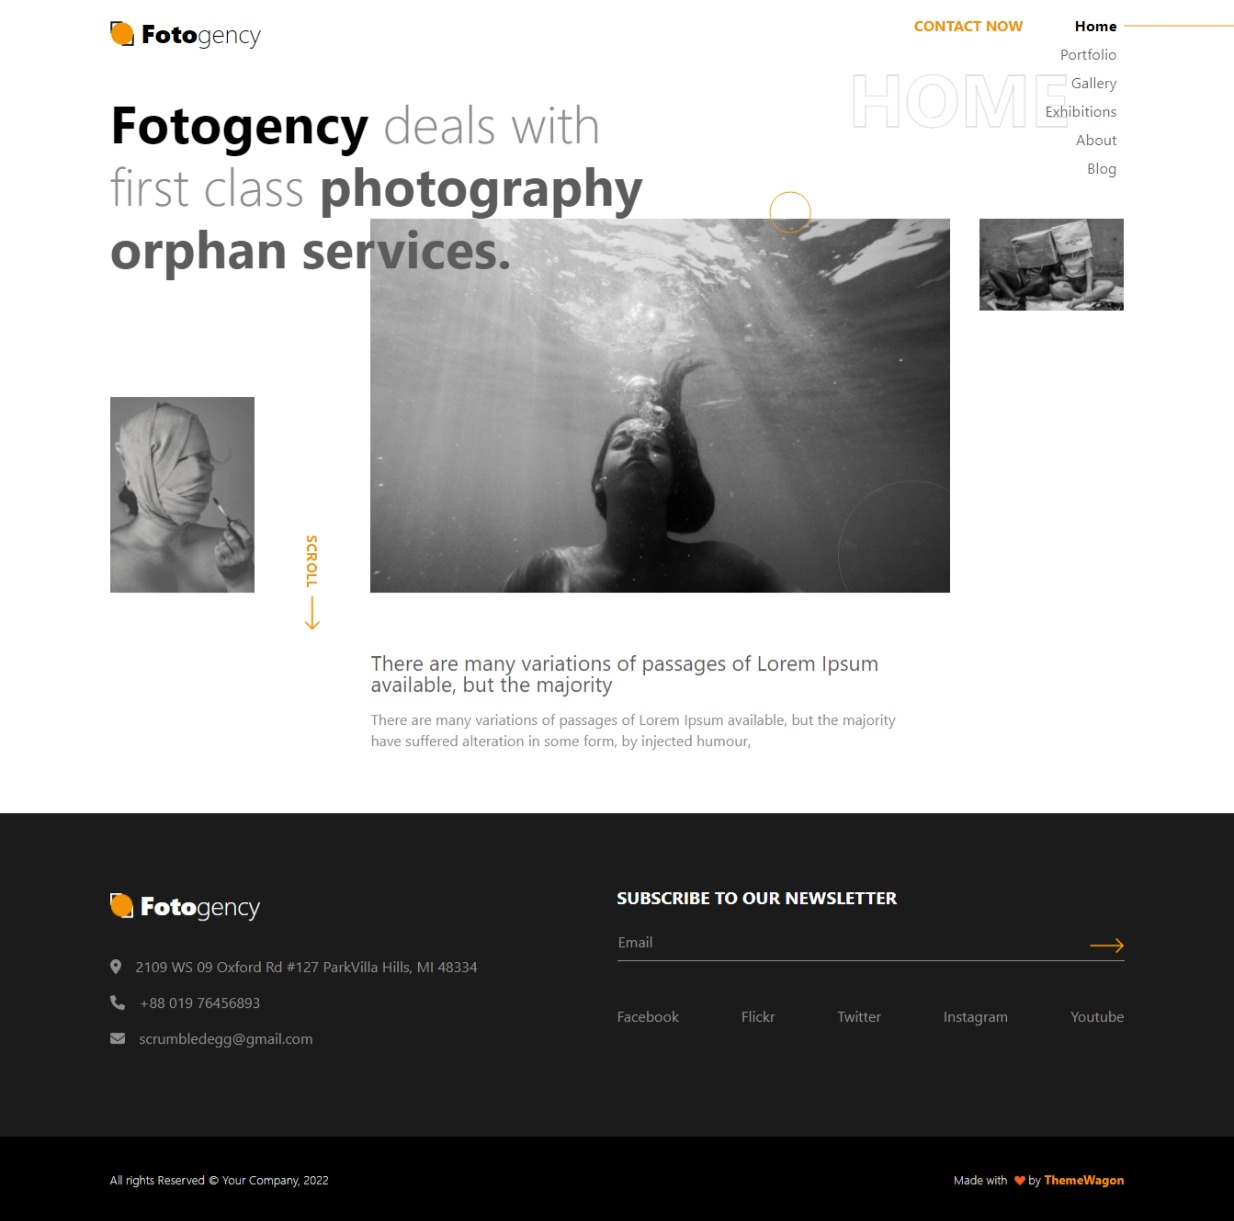 Fotogency
CONTACT NOW
Home
Portfolio
Gallery
Exhibitions
About
Blog
HOME
Fotogency deals with
first class photography
orphan services.
SCROLL
There are many variations of passages of Lorem Ipsum
available, but the majority
There are many variations of passages of Lorem Ipsum available, but the majority
have suffered alteration in some form, by injected humour,
Fotogency
2109 WS 09 Oxford Rd #127 ParkVilla Hills, MI 48334
+88 019 76456893
scrumbledegg@gmail.com
SUBSCRIBE TO OUR NEWSLETTER
Email
Facebook Flickr Twitter Instagram Youtube
All rights Reserved © Your Company, 2022
Made with ♥ by ThemeWagon